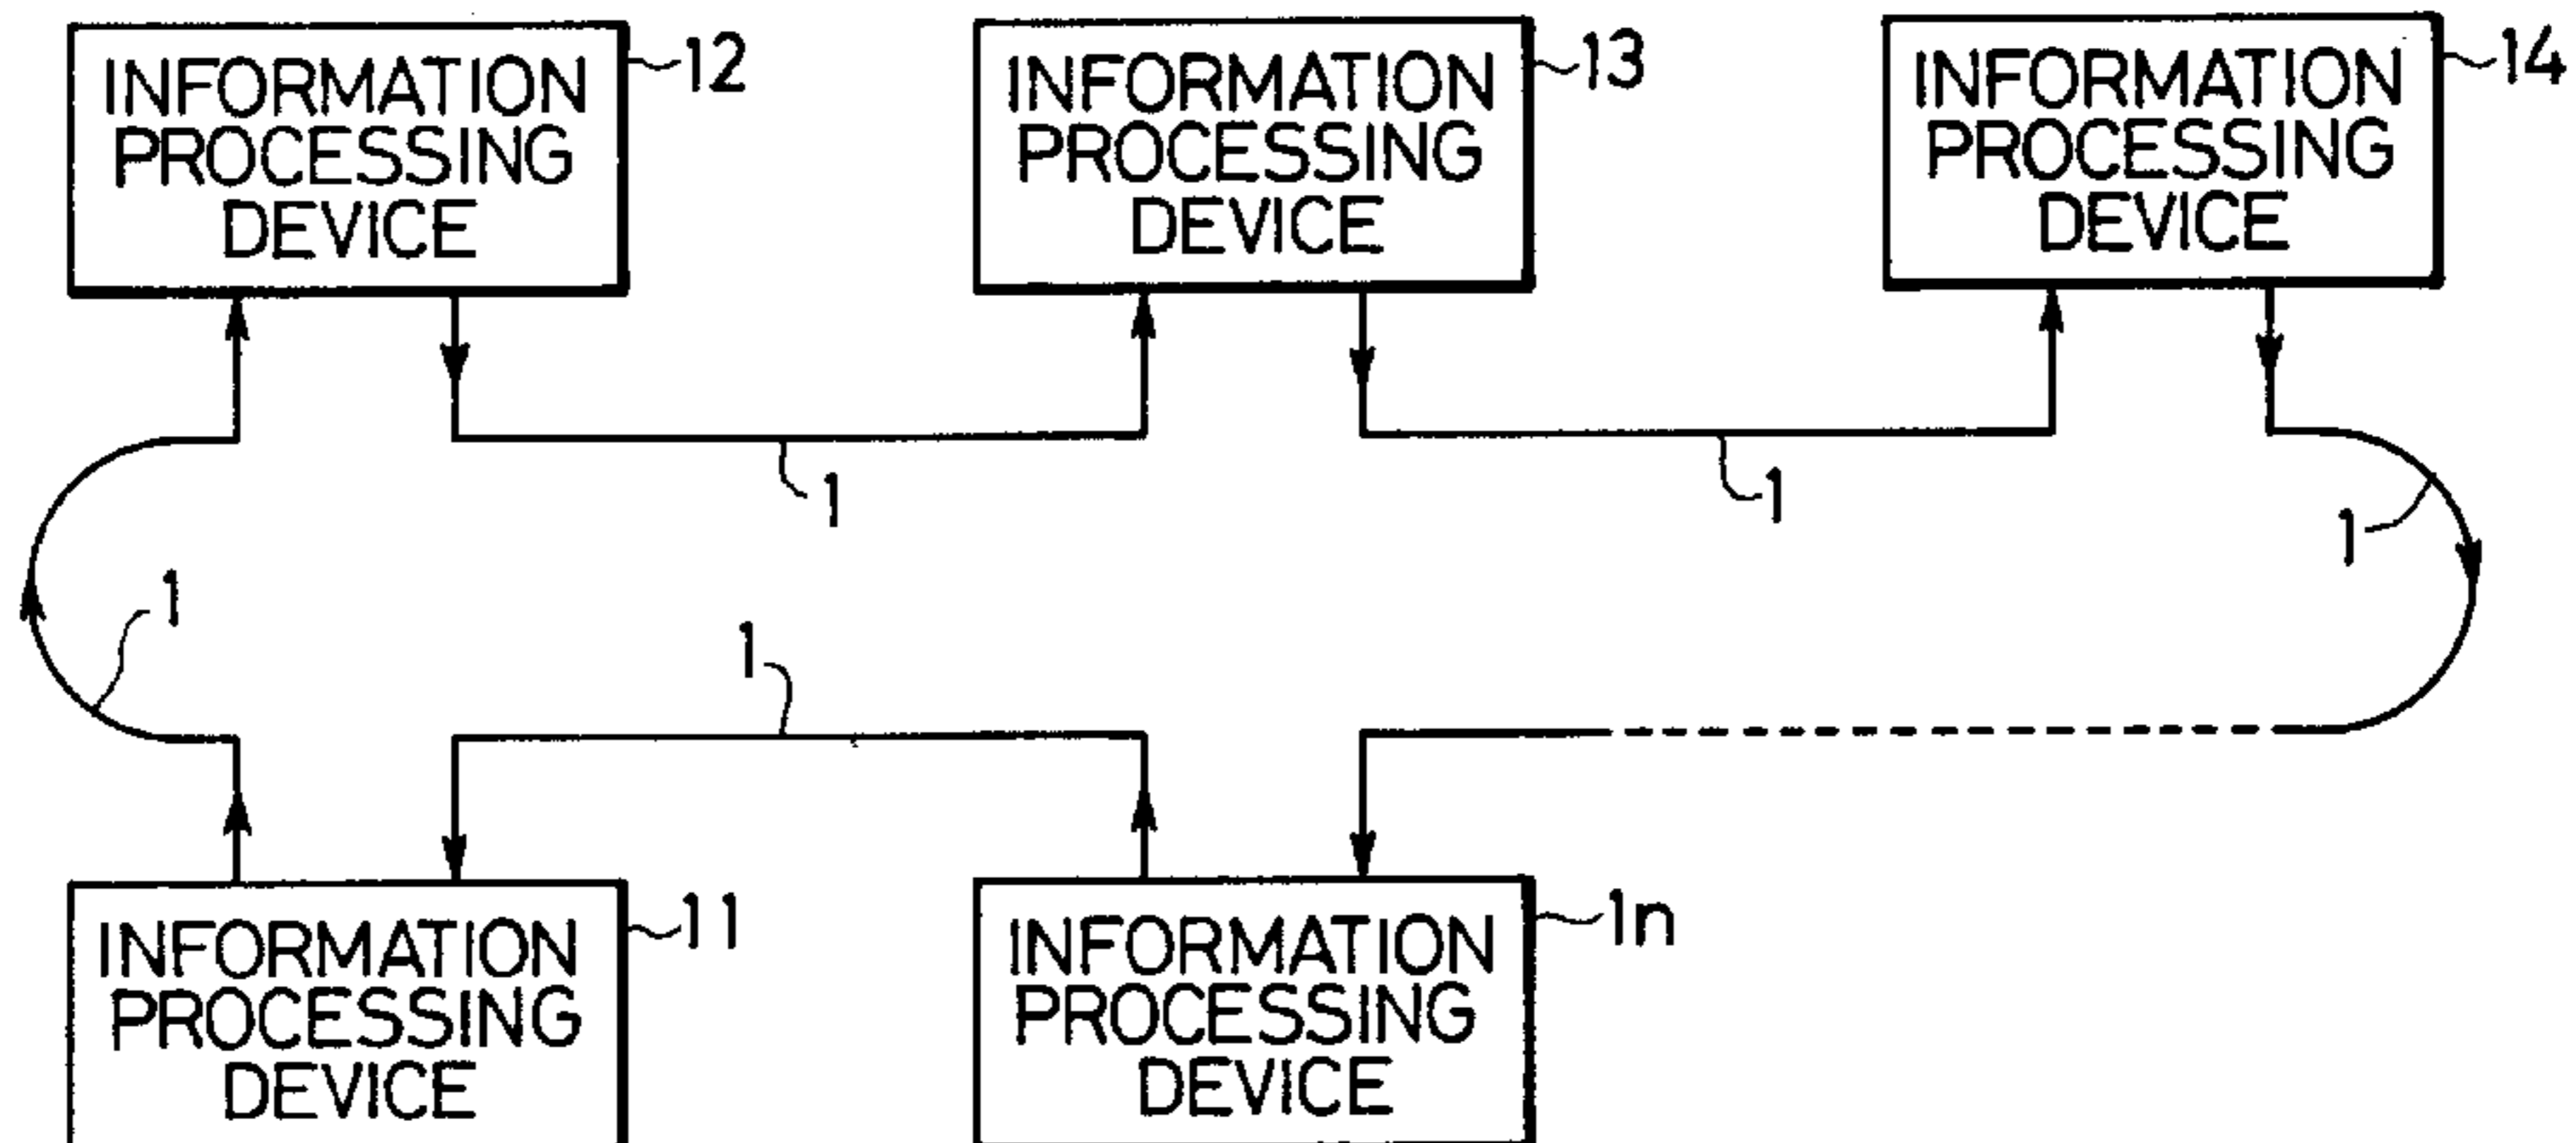 INFORMATION
PROCESSING
DEVICE
12
INFORMATION
PROCESSING
DEVICE
13
INFORMATION
PROCESSING
DEVICE
14
1
1
1
1
1
INFORMATION
PROCESSING
DEVICE
11
INFORMATION
PROCESSING
DEVICE
1n